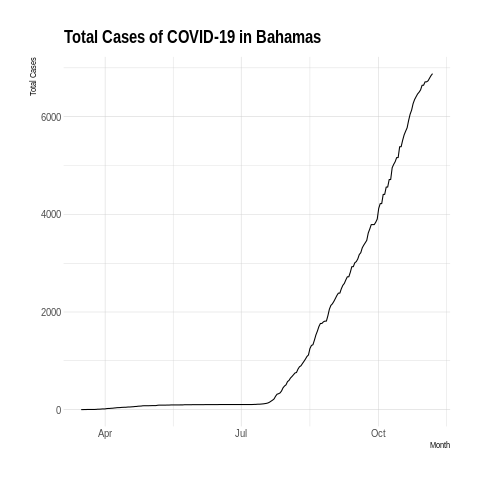 Total Cases of COVID-19 in Bahamas
Total Cases
6000
4000
2000
0
Apr
Jul
Oct
Month